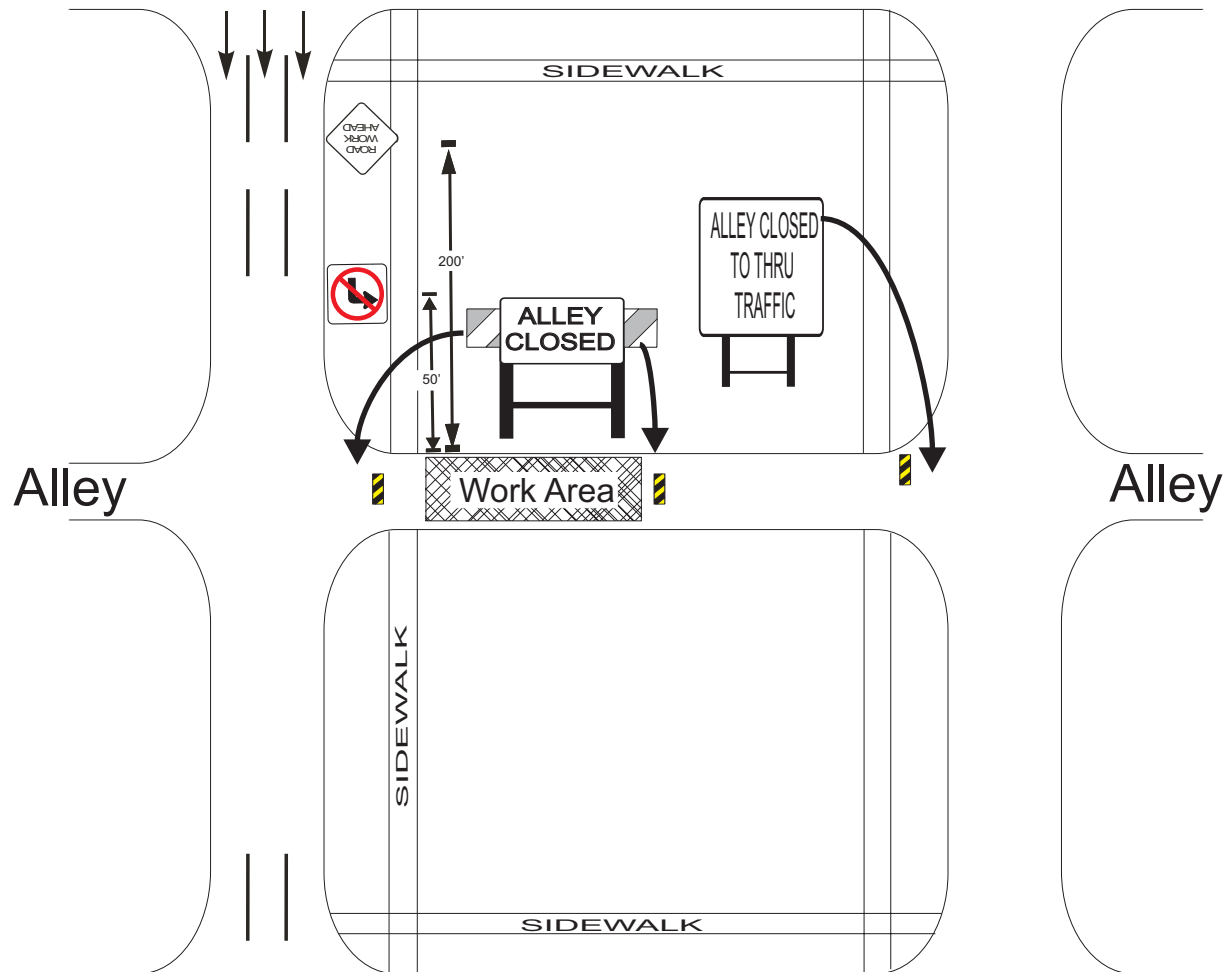 SIDEWALK
ROAD
WORK
AHEAD
ALLEY CLOSED
TO THRU
TRAFFIC
200'
ALLEY
CLOSED
50'
Alley
Work Area
Alley
SIDEWALK
SIDEWALK